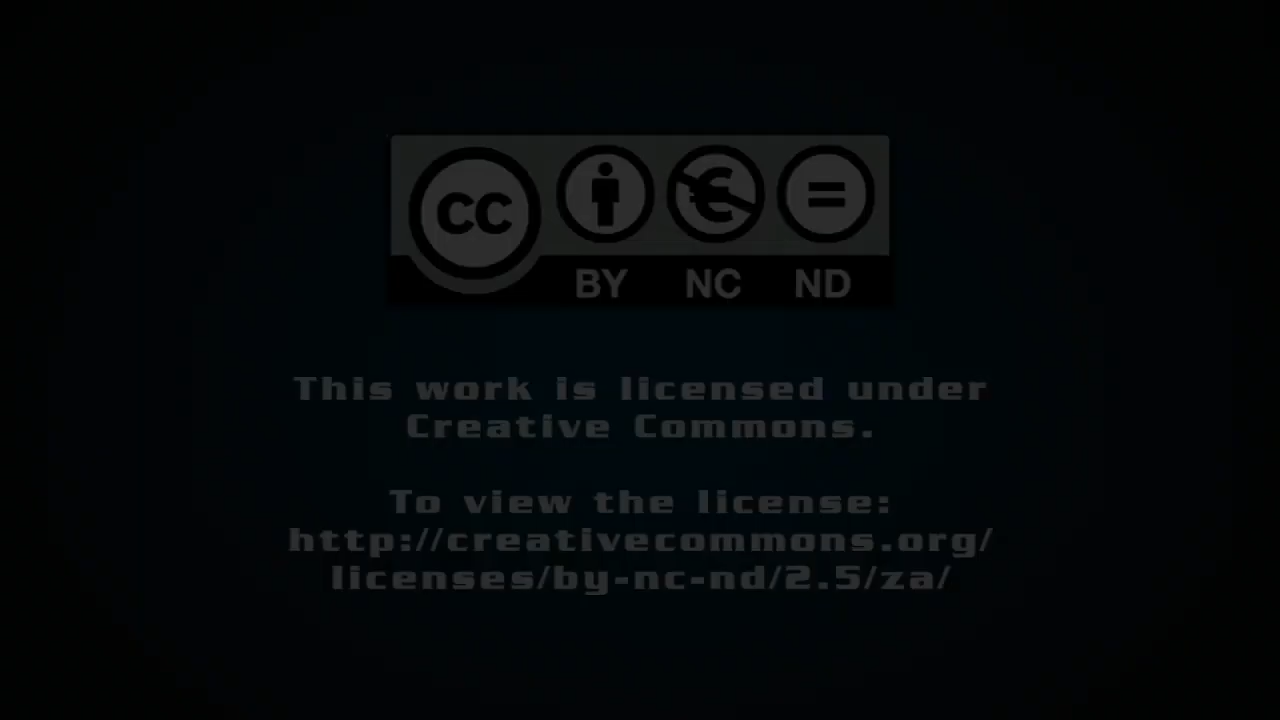 CC
BY NC ND
This work is licensed under
Creative Commons.
To view the license:
http://creativecommons.org/
licenses/by-nc-nd/2.5/za/